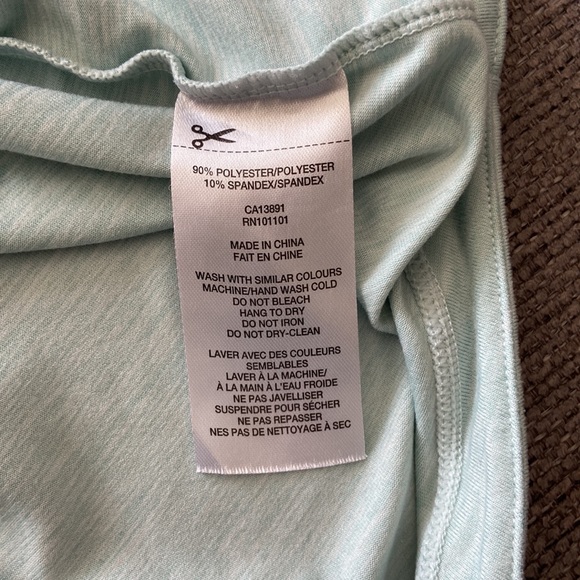 90% POLYESTER/POLYESTER
10% SPANDEX/SPANDEX
CA13891
RN101101
MADE IN CHINA
FAIT EN CHINE
WASH WITH SIMILAR COLOURS
MACHINE/HAND WASH COLD
DO NOT BLEACH
HANG TO DRY
DO NOT IRON
DO NOT DRY-CLEAN
LAVER AVEC DES COULEURS
SEMBLABLES
LAVER À LA MACHINE/
À LA MAIN À L'EAU FROIDE
NE PAS JAVELLISER
SUSPENDRE POUR SÉCHER
NE PAS REPASSER
NES PAS DE NETTOYAGE À SEC